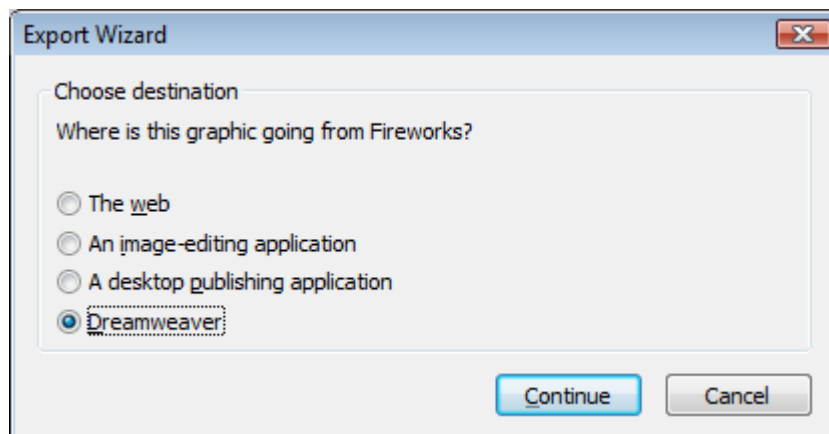 Export Wizard
Choose destination
Where is this graphic going from Fireworks?
The web
An image-editing application
A desktop publishing application
Dreamweaver
Continue Cancel